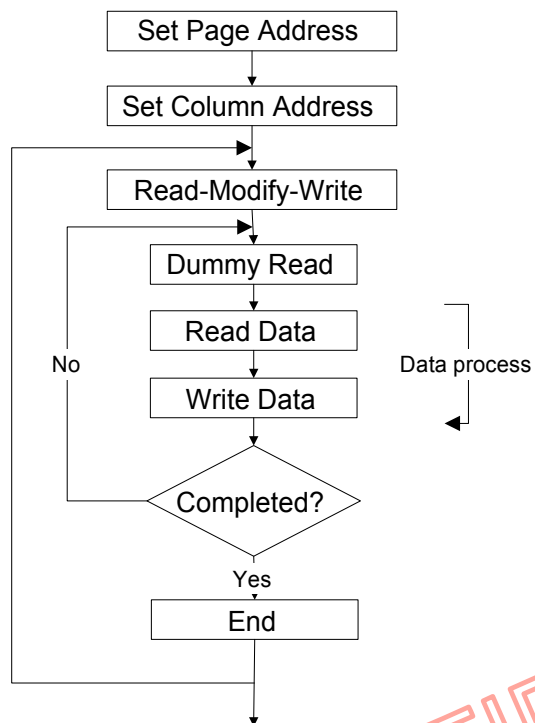 Set Page Address
Set Column Address
Read-Modify-Write
Dummy Read
Read Data
No
Data process
Write Data
Completed?
Yes
End